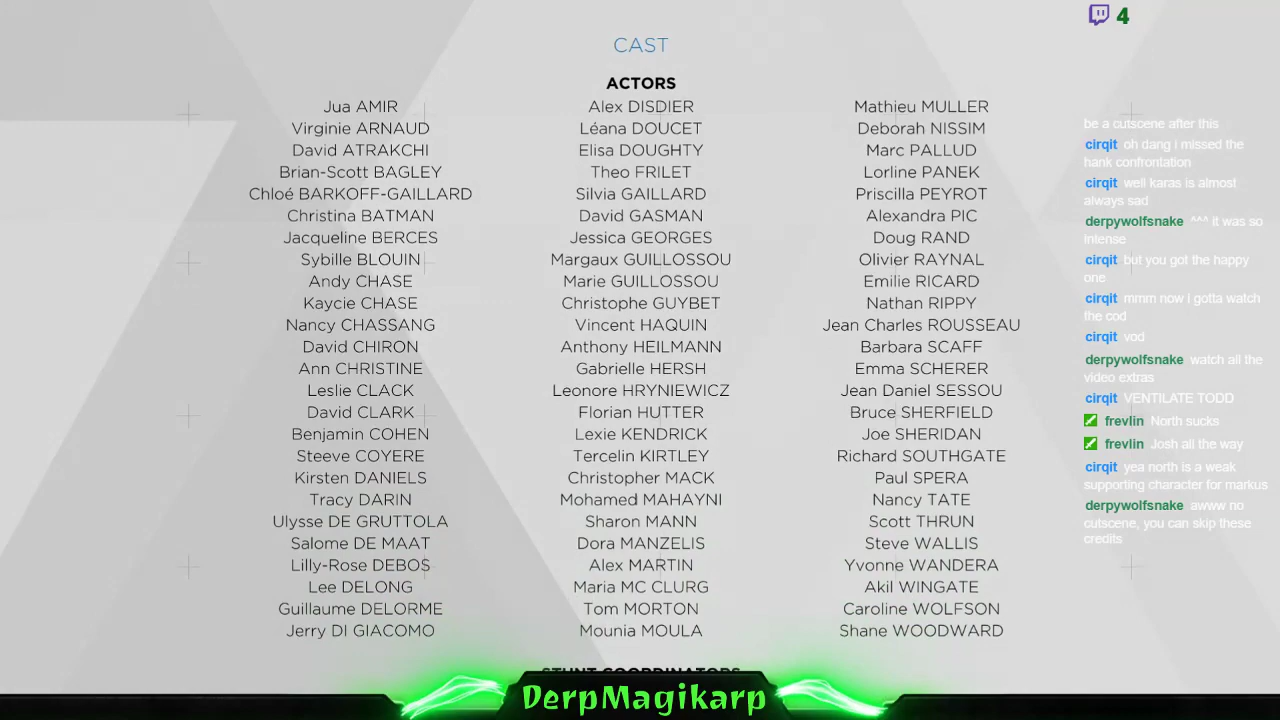 4
CAST
ACTORS
Jua AMIR
Virginie ARNAUD
David ATRAKCHI
Brian-Scott BAGLEY
Chloé BARKOFF-GAILLARD
Christina BATMAN
Jacqueline BERCES
Sybille BLOUIN
Andy CHASE
Kaycie CHASE
Nancy CHASSANG
David CHIRON
Ann CHRISTINE
Leslie CLACK
David CLARK
Benjamin COHEN
Steeve COYERE
Kirsten DANIELS
Tracy DARIN
Ulysse DE GRUTTOLA
Salome DE MAAT
Lilly-Rose DEBOS
Lee DELONG
Guillaume DELORME
Jerry DI GIACOMO
Alex DISDIER
Léana DOUCET
Elisa DOUGHTY
Theo FRILET
Silvia GAILLARD
David GASMAN
Jessica GEORGES
Margaux GUILLOSSOU
Marie GUILLOSSOU
Christophe GUYBET
Vincent HAQUIN
Anthony HEILMANN
Gabrielle HERSH
Leonore HRYNIEWICZ
Florian HUTTER
Lexie KENDRICK
Tercelin KIRTLEY
Christopher MACK
Mohamed MAHAYNI
Sharon MANN
Dora MANZELIS
Alex MARTIN
Maria MC CLURG
Tom MORTON
Mounia MOULA
Mathieu MULLER
Deborah NISSIM
Marc PALLUD
Lorline PANEK
Priscilla PEYROT
Alexandra PIC
Doug RAND
Olivier RAYNAL
Emilie RICARD
Nathan RIPPY
Jean Charles ROUSSEAU
Barbara SCAFF
Emma SCHERER
Jean Daniel SESSOU
Bruce SHERFIELD
Joe SHERIDAN
Richard SOUTHGATE
Paul SPERA
Nancy TATE
Scott THRUN
Steve WALLIS
Yvonne WANDERA
Akil WINGATE
Caroline WOLFSON
Shane WOODWARD
STUNT COORDINATORS
be a cutscene after this
cirqit oh dang i missed the
hank confrontation
cirqit well karas is almost
always sad
derpywolfsnake ^^^ it was so
intense
cirqit but you got the happy
one
cirqit mmm now i gotta watch
the cod
cirqit vod
derpywolfsnake watch all the
video extras
cirqit VENTILATE TODD
frevlin North sucks
frevlin Josh all the way
cirqit yea north is a weak
supporting character for markus
derpywolfsnake awww no
cutscene, you can skip these
credits
DerpMagikarp